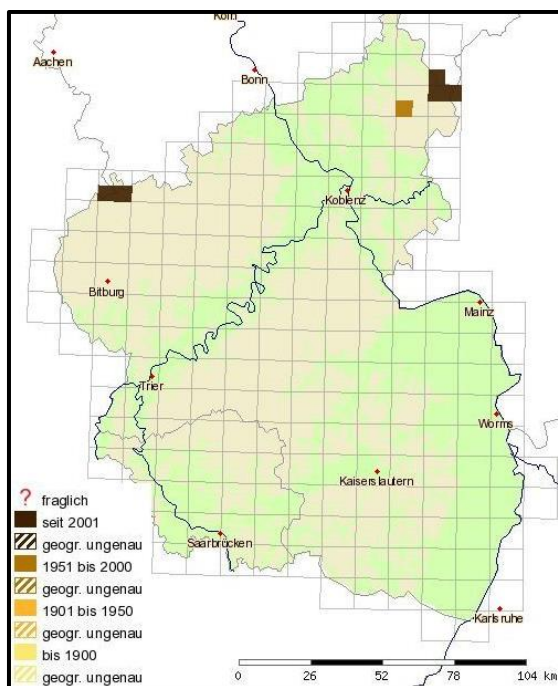 Köln
Aachen
Bonn
Koblenz
Bitburg
Mainz
Trier
Worms
Kaiserslautern
Saarbrücken
Karlsruhe
? fraglich
seit 2001
geogr. ungenau
1951 bis 2000
geogr. ungenau
1901 bis 1950
geogr. ungenau
bis 1900
geogr. ungenau
0 26 52 78 104 km